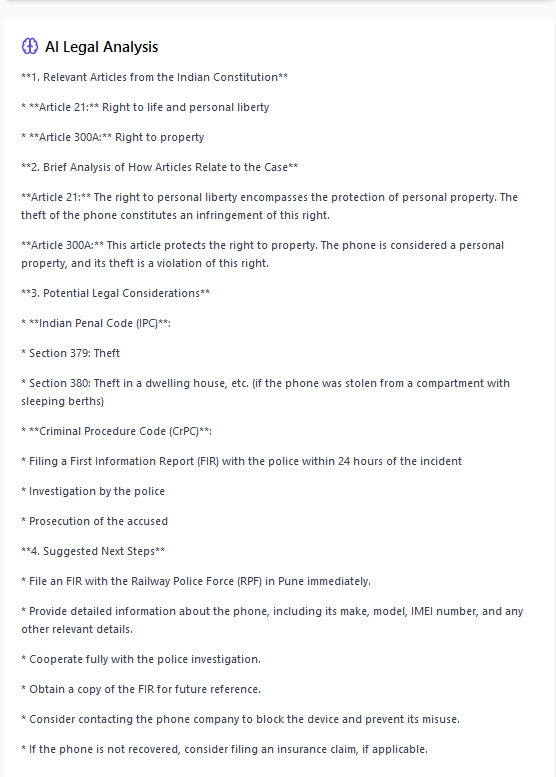 AI Legal Analysis
**1. Relevant Articles from the Indian Constitution**
* **Article 21:** Right to life and personal liberty
* **Article 300A:** Right to property
**2. Brief Analysis of How Articles Relate to the Case**
**Article 21:** The right to personal liberty encompasses the protection of personal property. The
theft of the phone constitutes an infringement of this right.
**Article 300A:** This article protects the right to property. The phone is considered a personal
property, and its theft is a violation of this right.
**3. Potential Legal Considerations**
* **Indian Penal Code (IPC)**:
* Section 379: Theft
* Section 380: Theft in a dwelling house, etc. (if the phone was stolen from a compartment with
sleeping berths)
* **Criminal Procedure Code (CrPC)**:
* Filing a First Information Report (FIR) with the police within 24 hours of the incident
* Investigation by the police
* Prosecution of the accused
**4. Suggested Next Steps**
* File an FIR with the Railway Police Force (RPF) in Pune immediately.
* Provide detailed information about the phone, including its make, model, IMEI number, and any
other relevant details.
* Cooperate fully with the police investigation.
* Obtain a copy of the FIR for future reference.
* Consider contacting the phone company to block the device and prevent its misuse.
* If the phone is not recovered, consider filing an insurance claim, if applicable.